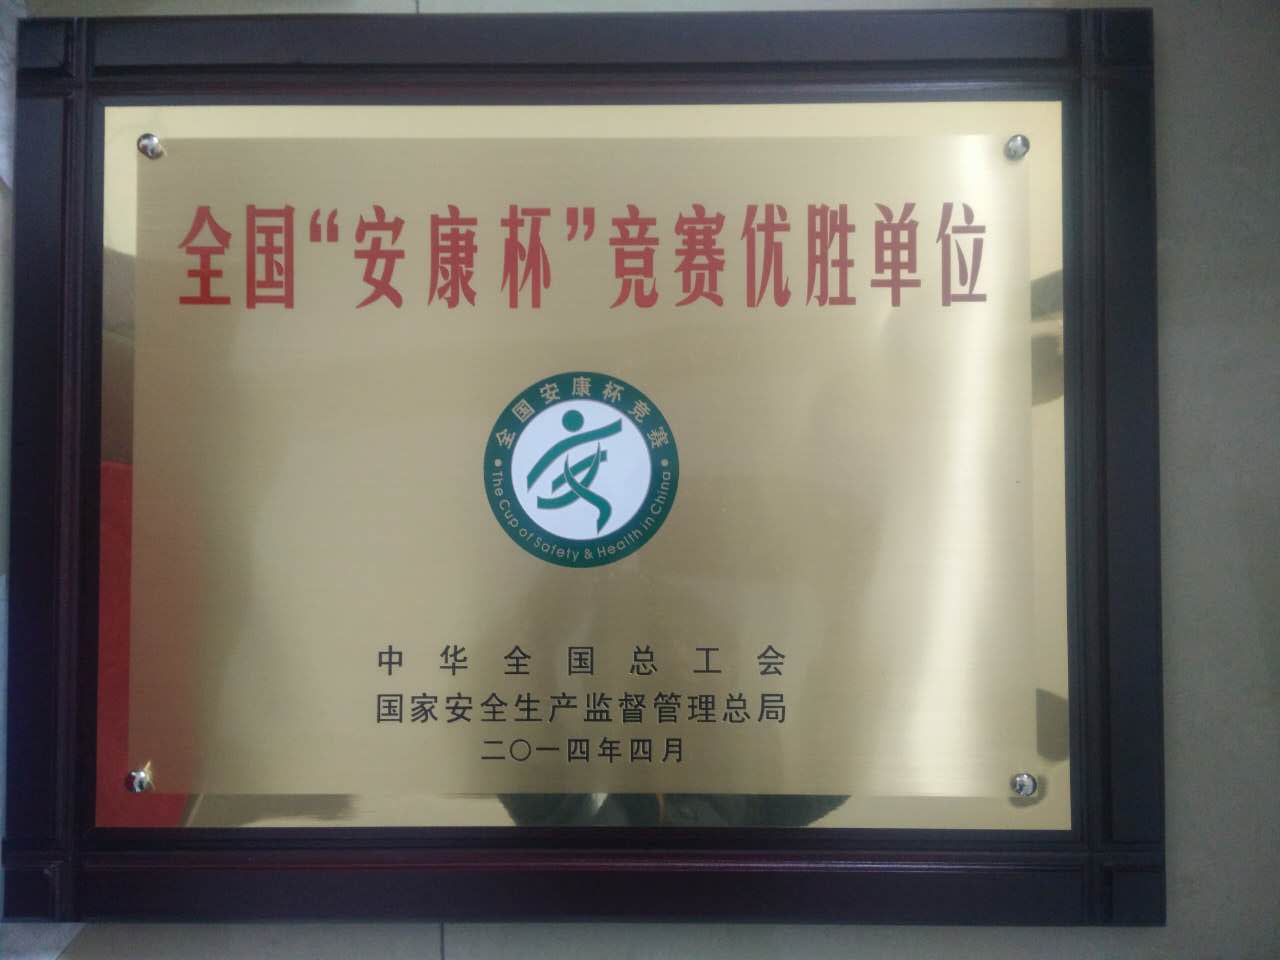 全国“安康杯”竞赛优胜单位
全国安康杯竞赛
The Cup of Safety & Health in China
中华全国总工会
国家安全生产监督管理总局
二〇一四年四月